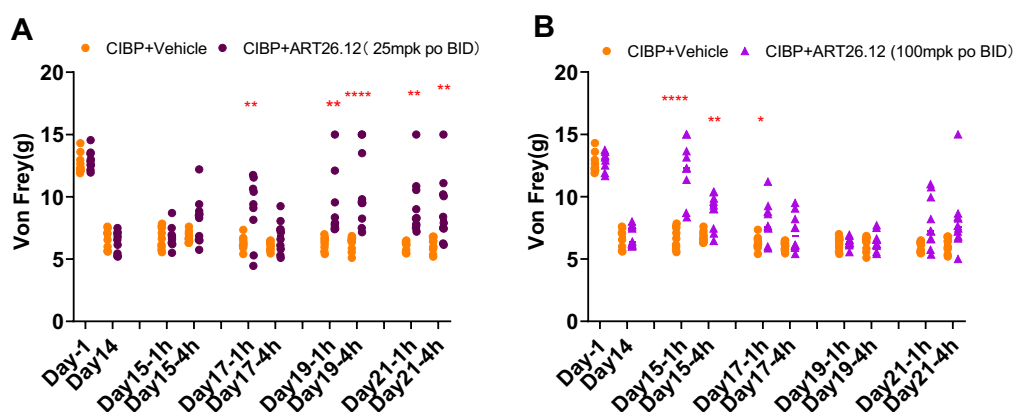 A
CIBP+Vehicle CIBP+ART26.12( 25mpk po BID)
Von Frey(g)
20
15
10
5
0
** ** **** ** **
Day-1 Day14 Day15-1h Day15-4h Day17-1h Day17-4h Day19-1h Day19-4h Day21-1h Day21-4h
B
CIBP+Vehicle CIBP+ART26.12 (100mpk po BID)
Von Frey(g)
20
15
10
5
0
**** ** *
Day-1 Day14 Day15-1h Day15-4h Day17-1h Day17-4h Day19-1h Day19-4h Day21-1h Day21-4h